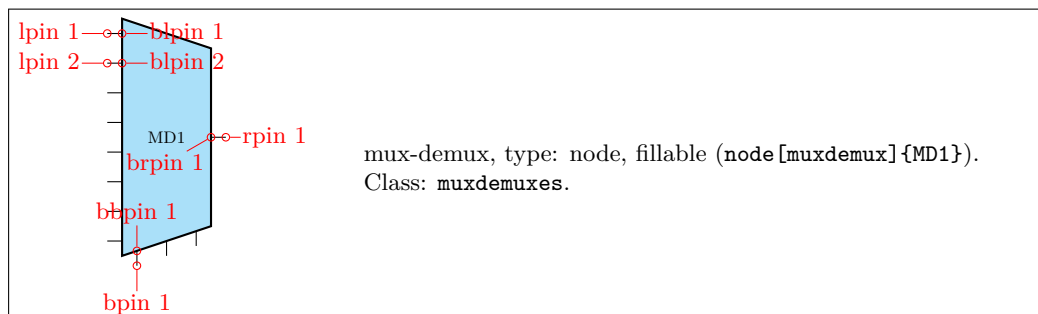 lpin 1 blpin 1
lpin 2 blpin 2
MD1
rpin 1
brpin 1
bbpin 1
bpin 1
mux-demux, type: node, fillable (node[muxdemux]{MD1}).
Class: muxdemuxes.